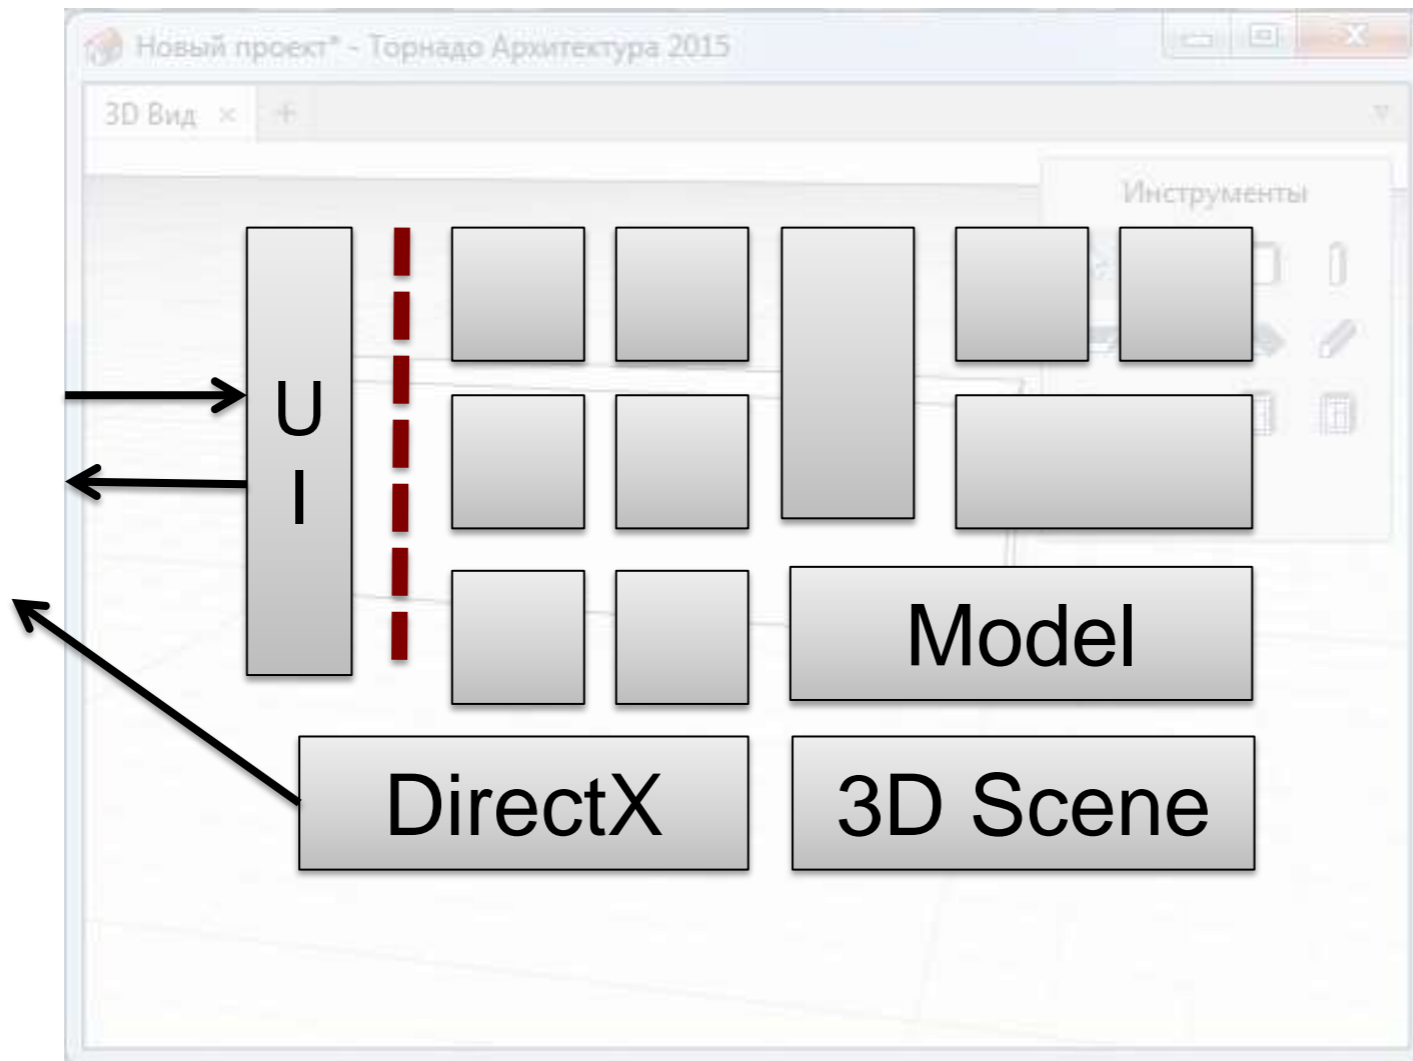 Новый проект* - Торнадо Архитектура 2015
3D Вид × +
Инструменты
U
I
Model
DirectX
3D Scene